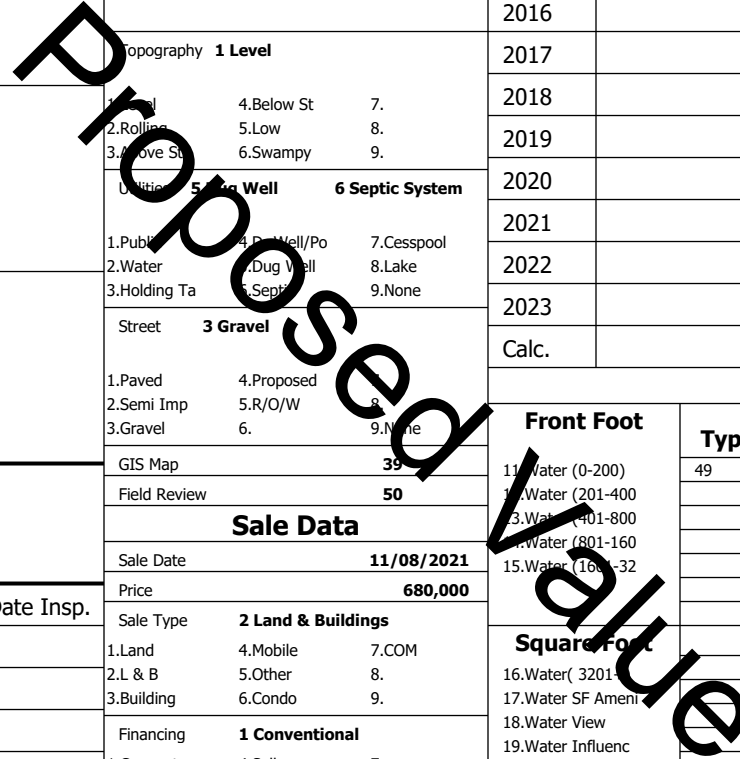 Topography 1 Level
4.Below St 7.
2.Rolling 5.Low 8.
3.Above St 6.Swampy 9.
Utilities 5 Dug Well 6 Septic System
1.Publ 4.Dr Well/Po 7.Cesspool
2.Water 5.Dug Well 8.Lake
3.Holding Ta 6.Septic 9.None
Street 3 Gravel
1.Paved 4.Proposed
2.Semi Imp 5.R/O/W 8.
3.Gravel 6. 9.None
GIS Map 39
Field Review 50
Sale Data
Sale Date 11/08/2021
Price 680,000
Sale Type 2 Land & Buildings
1.Land 4.Mobile 7.COM
2.L & B 5.Other 8.
3.Building 6.Condo 9.
Financing 1 Conventional
Date Insp.
2016
2017
2018
2019
2020
2021
2022
2023
Calc.
Front Foot
Typ
49
11.Water (0-200)
12.Water (201-400
13.Water (401-800
14.Water (801-160
15.Water (1601-32
Square Foot
16.Water( 3201-
17.Water SF Ameni
18.Water View
19.Water Influenc
Proposed Value